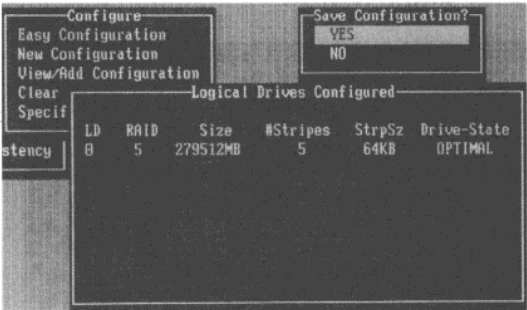 Configure
Easy Configuration
New Configuration
View/Add Configuration
Clear
Specif
stency
Save Configuration?
YES
NO
Logical Drives Configured
LD RAID Size #Stripes StrpSz Drive-State
0 5 279512MB 5 64KB OPTIMAL